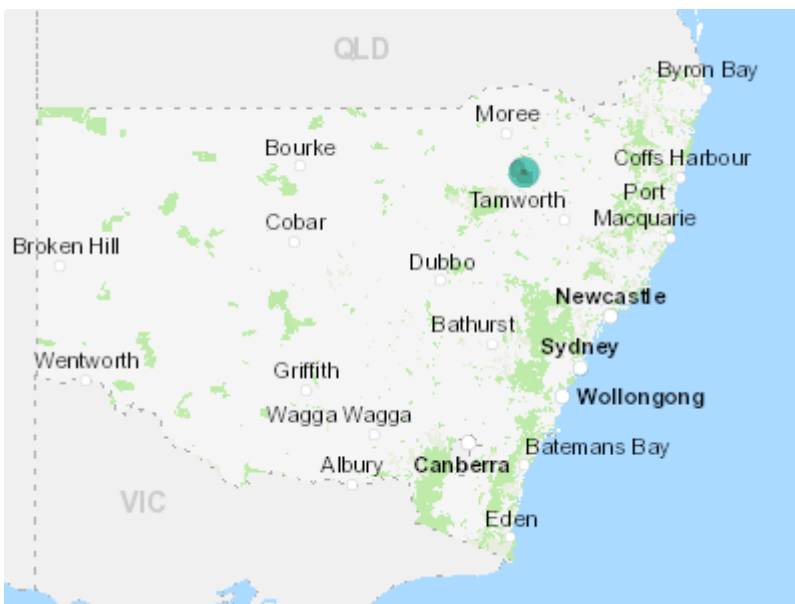 QLD
Byron Bay
Moree
Bourke
Coffs Harbour
Port
Macquarie
Tamworth
Cobar
Broken Hill
Dubbo
Newcastle
Bathurst
Sydney
Wentworth
Griffith
Wollongong
Wagga Wagga
Batemans Bay
Albury
Canberra
VIC
Eden